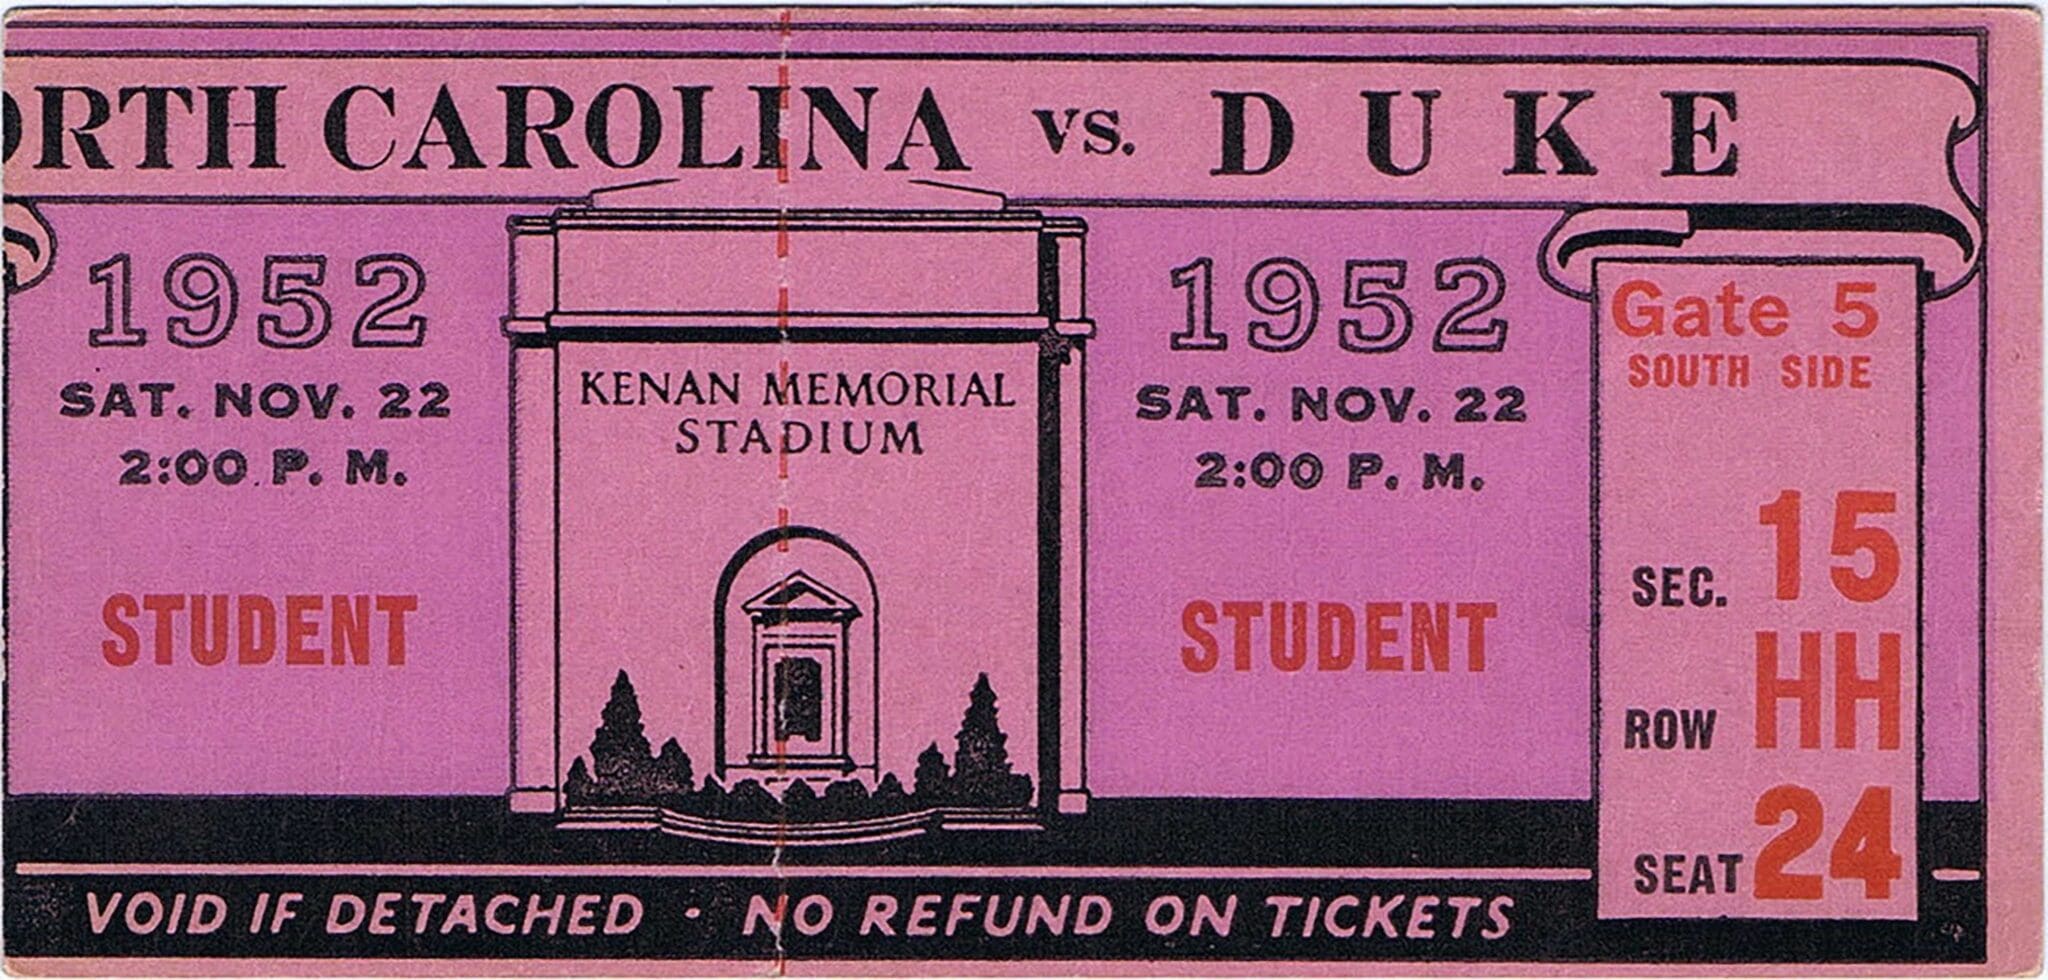 ORTH CAROLINA vs. DUKE
1952
SAT. NOV. 22
2:00 P. M.
STUDENT
KENAN MEMORIAL
STADIUM
1952
SAT. NOV. 22
2:00 P. M.
STUDENT
Gate 5
SOUTH SIDE
SEC. 15
ROW HH
SEAT 24
VOID IF DETACHED · NO REFUND ON TICKETS